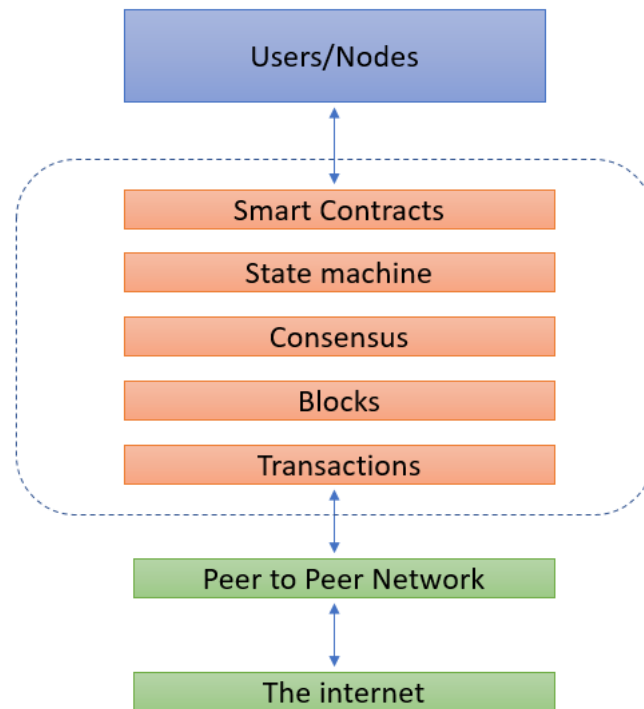 Users/Nodes
Smart Contracts
State machine
Consensus
Blocks
Transactions
Peer to Peer Network
The internet